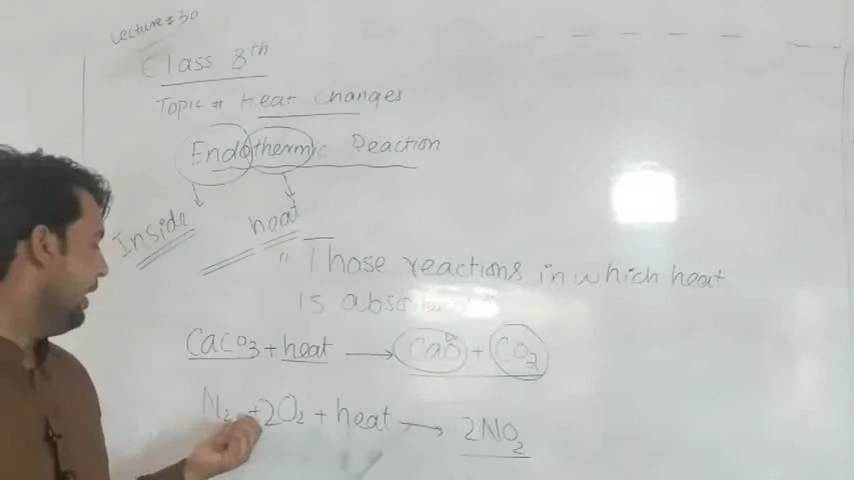 Lecture # 30
Class 8th
Topic # Heat Changes
Endothermic Reaction
Inside heat
"Those reactions in which heat
is absorbed"
CaCO3 + heat → CaO + CO2
N2 + 2O2 + heat → 2NO2